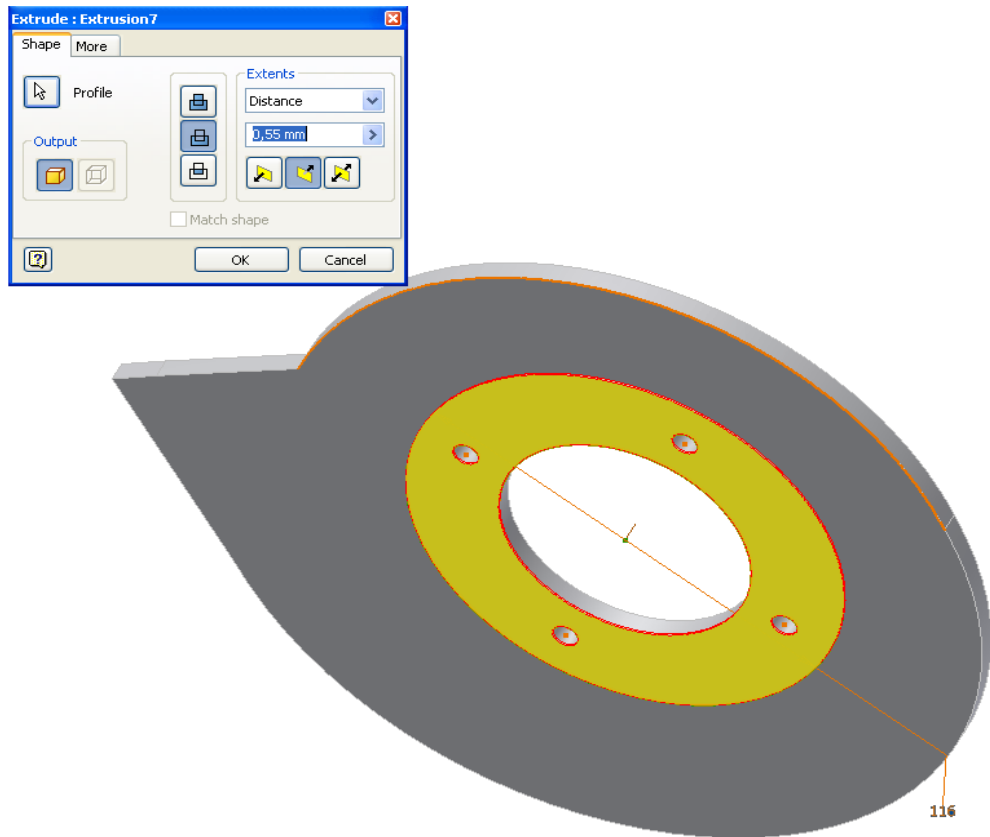 Extrude : Extrusion7
Shape More
Profile
Output
Extents
Distance
0,55 mm
Match shape
OK Cancel
116